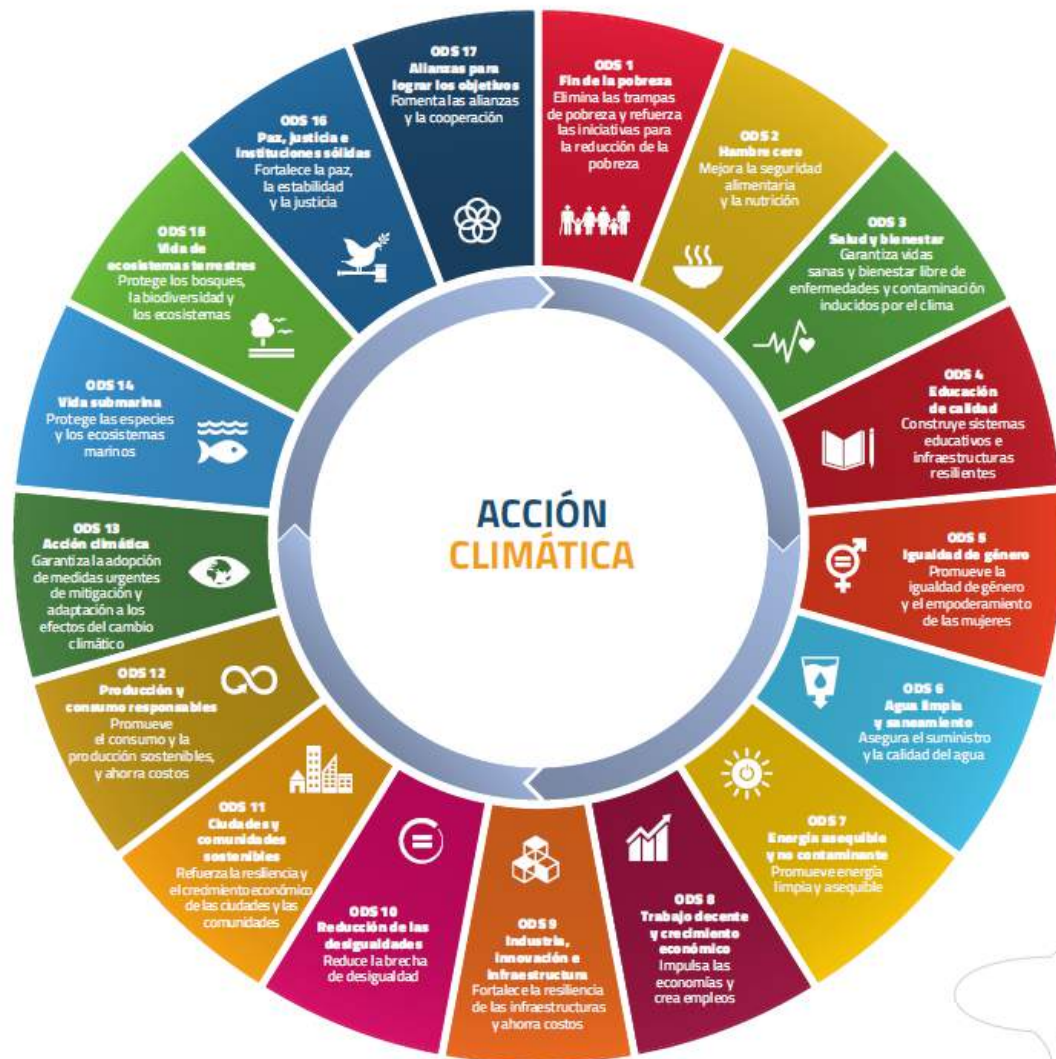 ACCIÓN
CLIMÁTICA
ODS 1
Fin de la pobreza
Elimina las trampas
de pobreza y refuerza
las iniciativas para
la reducción de la
pobreza
ODS 2
Hambre cero
Mejora la seguridad
alimentaria
y la nutrición
ODS 3
Salud y bienestar
Garantiza vidas
sanas y bienestar libre de
enfermedades y contaminación
inducidos por el clima
ODS 4
Educación
de calidad
Construye sistemas
educativos e
infraestructuras
resilientes
ODS 5
Igualdad de género
Promueve la
igualdad de género
y el empoderamiento
de las mujeres
ODS 6
Agua limpia
y saneamiento
Asegura el suministro
y la calidad del agua
ODS 7
Energía asequible
y no contaminante
Promueve energía
limpia y asequible
ODS 8
Trabajo decente
y crecimiento
económico
Impulsa las
economías y
crea empleos
ODS 9
Industria,
innovación e
infraestructura
Fortalece la resiliencia
de las infraestructuras
y ahorra costos
ODS 10
Reducción de las
desigualdades
Reduce la brecha
de desigualdad
ODS 11
Ciudades y
comunidades
sostenibles
Refuerza la resiliencia y
el crecimiento económico
de las ciudades y las
comunidades
ODS 12
Producción y
consumo responsables
Promueve
el consumo y la
producción sostenibles,
y ahorra costos
ODS 13
Acción climática
Garantiza la adopción
de medidas urgentes
de mitigación y
adaptación a los
efectos del cambio
climático
ODS 14
Vida submarina
Protege las especies
y los ecosistemas
marinos
ODS 15
Vida de
ecosistemas terrestres
Protege los bosques,
la biodiversidad y
los ecosistemas
ODS 16
Paz, justicia e
instituciones sólidas
Fortalece la paz,
la estabilidad
y la justicia
ODS 17
Alianzas para
lograr los objetivos
Fomenta las alianzas
y la cooperación